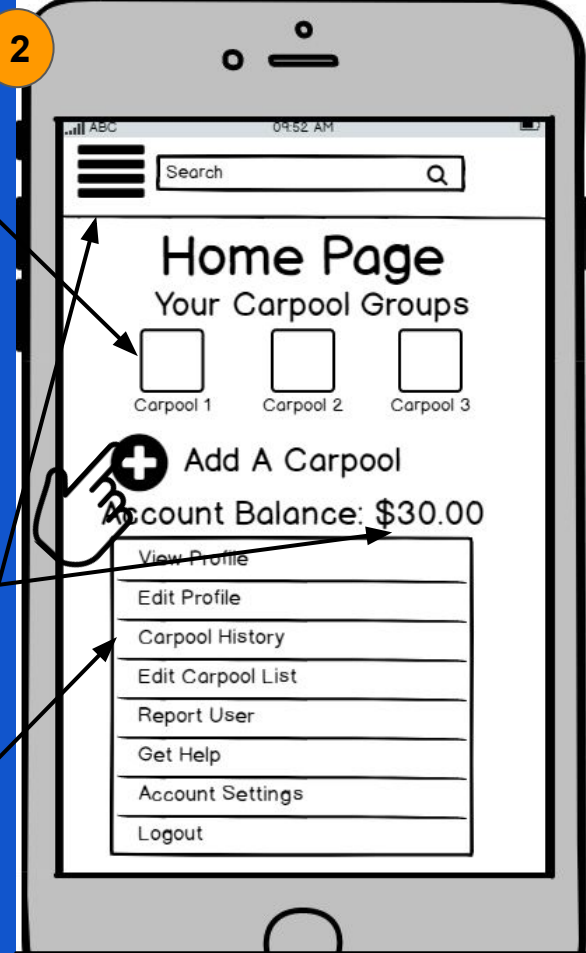 2
ABC 09:52 AM
Search
Home Page
Your Carpool Groups
Carpool 1 Carpool 2 Carpool 3
Add A Carpool
Account Balance: $30.00
View Profile
Edit Profile
Carpool History
Edit Carpool List
Report User
Get Help
Account Settings
Logout